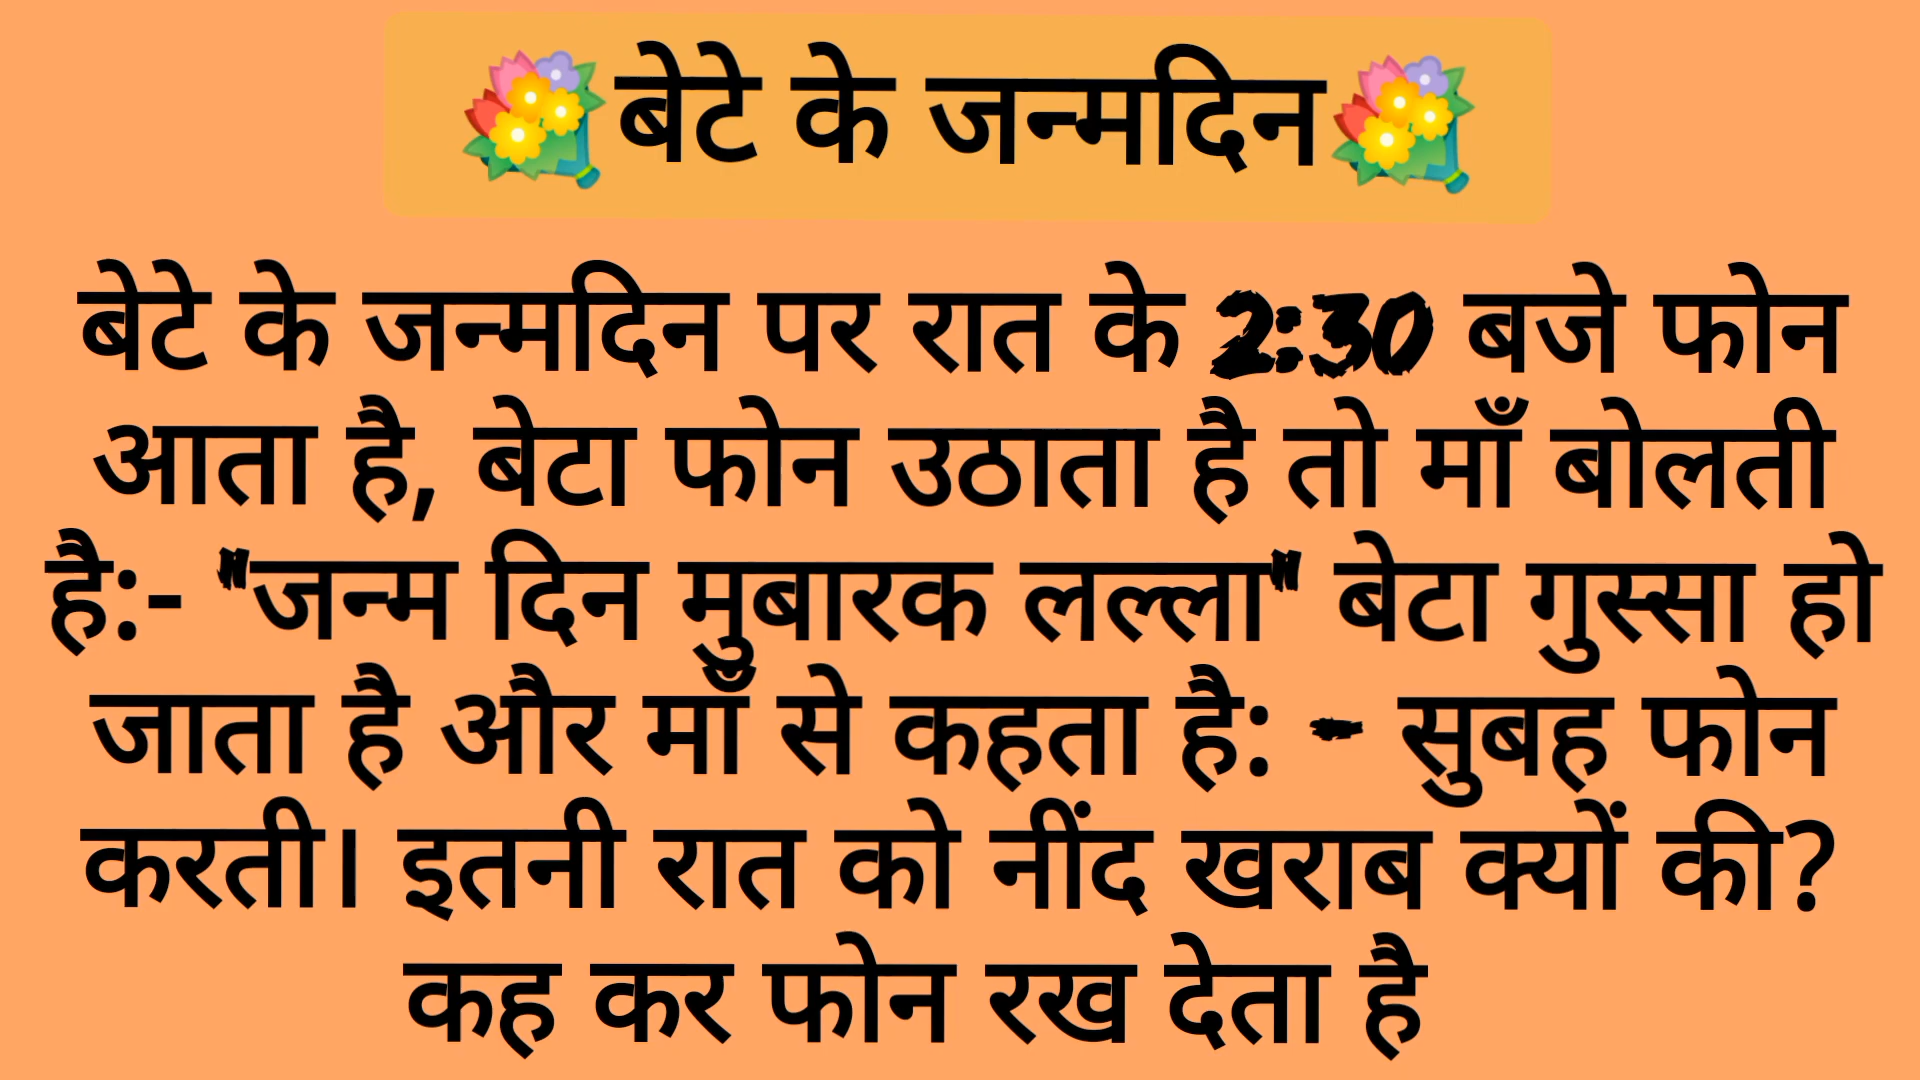 बेटे के जन्मदिन
बेटे के जन्मदिन पर रात के 2:30 बजे फोन
आता है, बेटा फोन उठाता है तो माँ बोलती
है:- "जन्म दिन मुबारक लल्ला" बेटा गुस्सा हो
जाता है और माँ से कहता है: - सुबह फोन
करती। इतनी रात को नींद खराब क्यों की?
कह कर फोन रख देता है